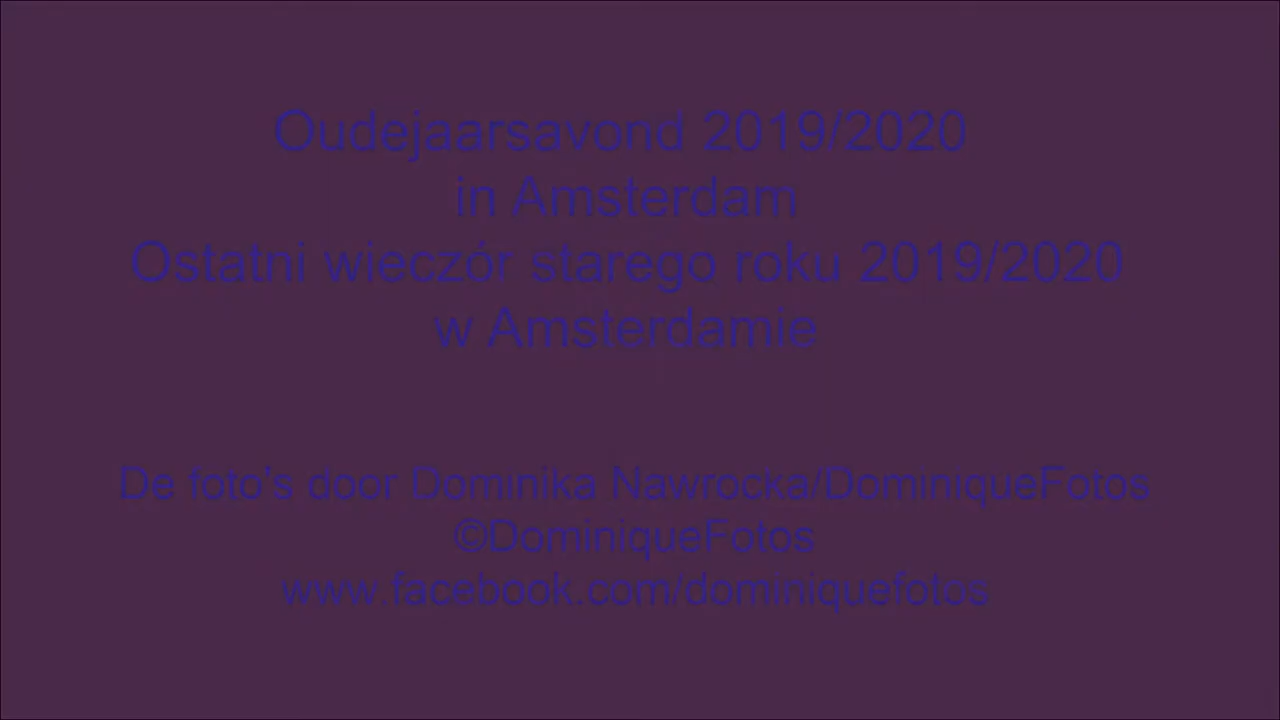 Oudejaarsavond 2019/2020
in Amsterdam
Ostatni wieczór starego roku 2019/2020
w Amsterdamie
De foto's door Dominika Nawrocka/DominiqueFotos
©DominiqueFotos
www.facebook.com/dominiquefotos